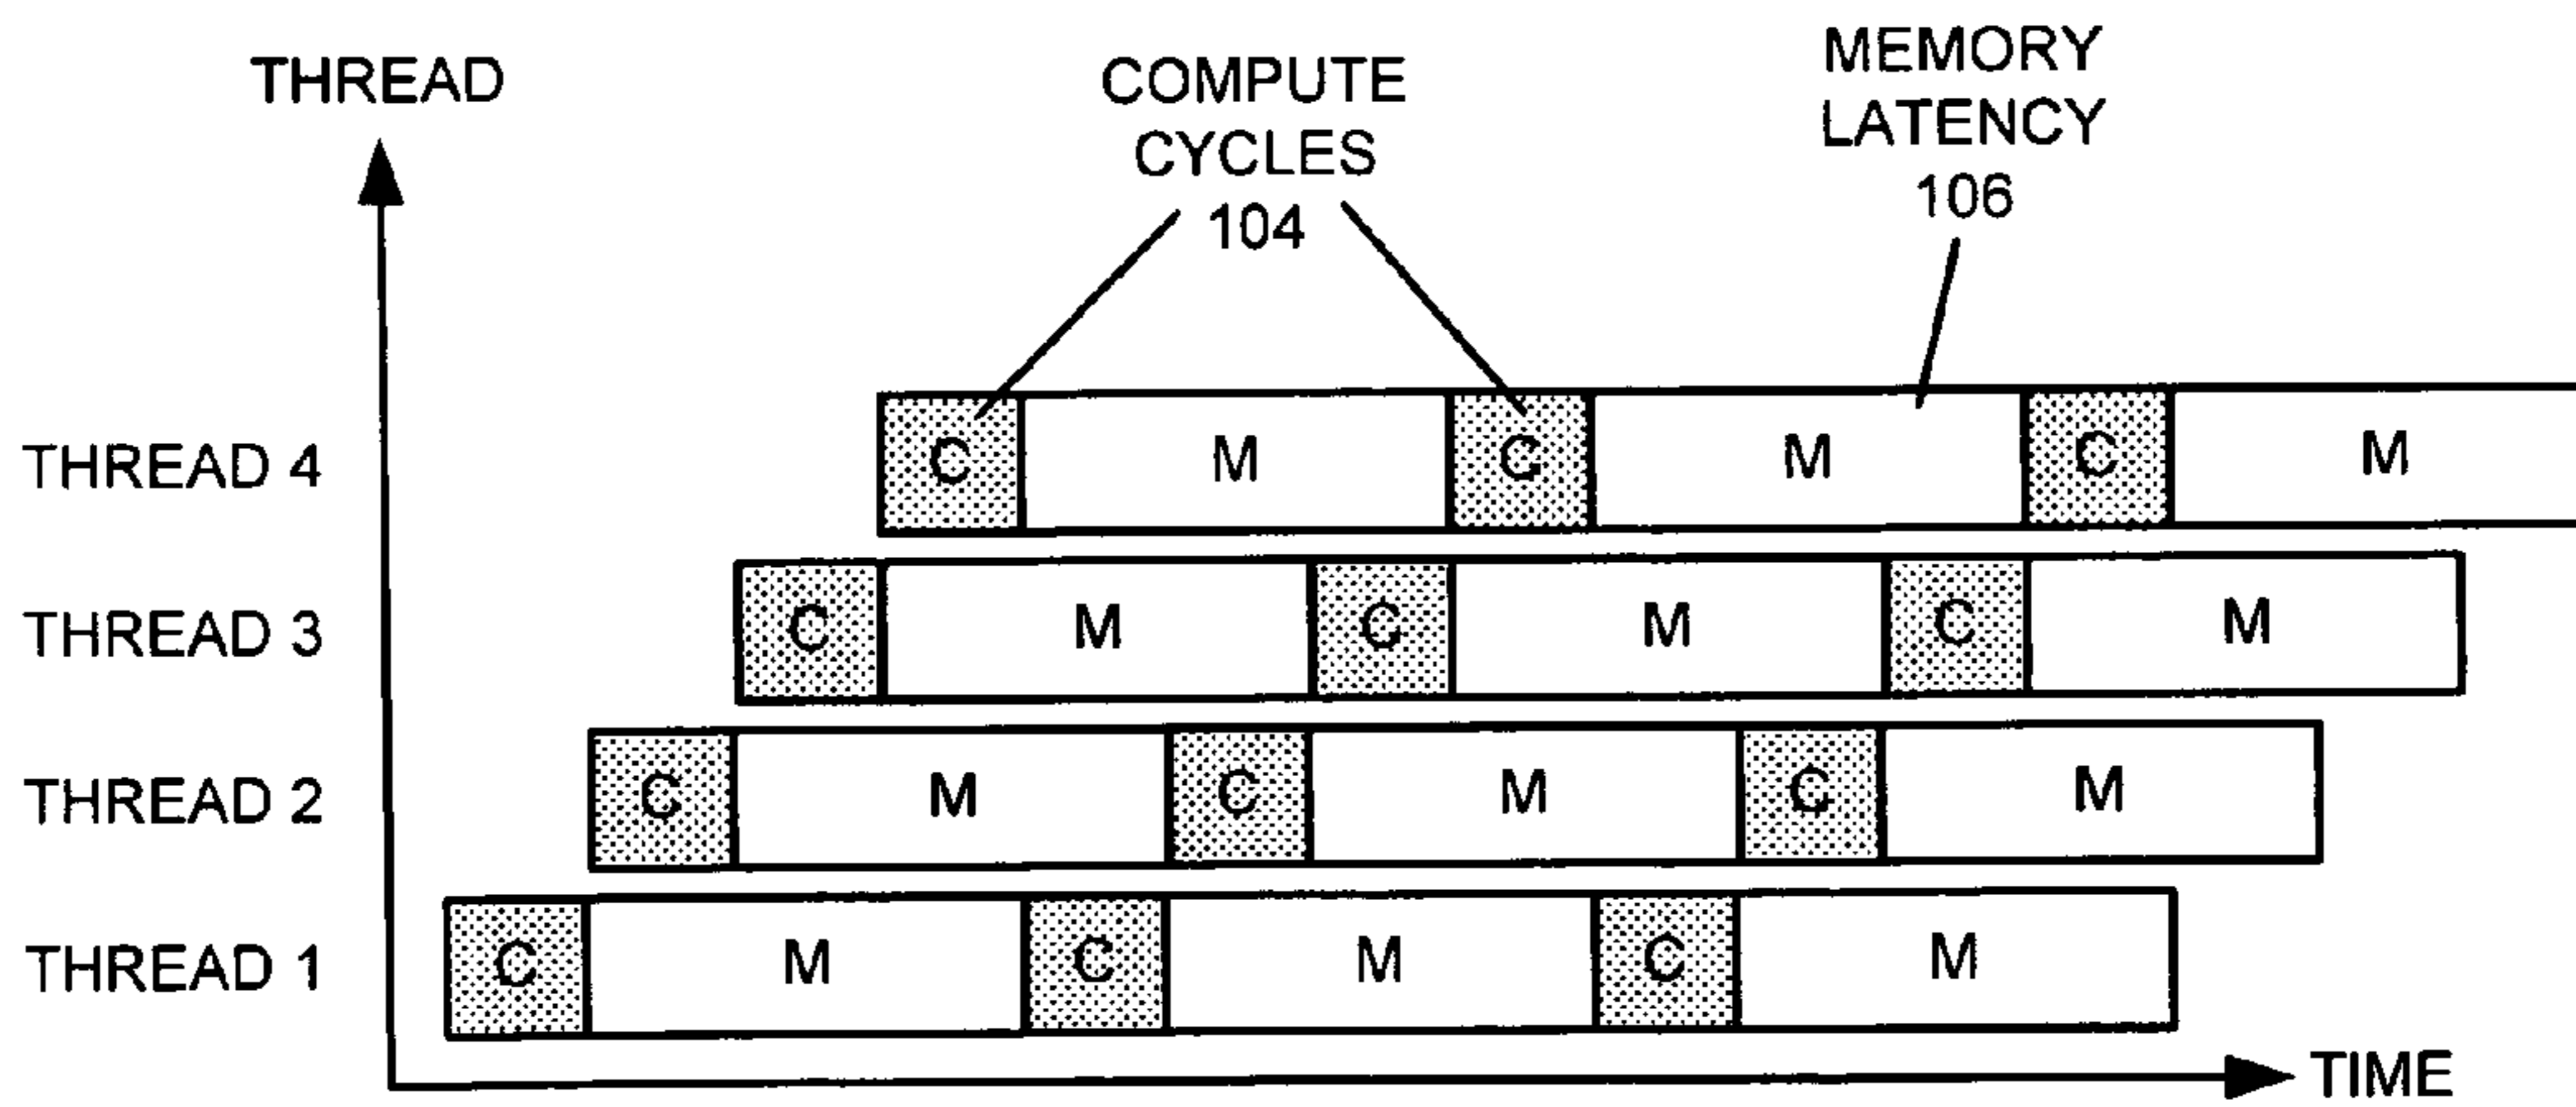 THREAD
COMPUTE
CYCLES
104
MEMORY
LATENCY
106
THREAD 4
C M C M C M
THREAD 3
C M C M C M
THREAD 2
C M C M C M
THREAD 1
C M C M C M
TIME